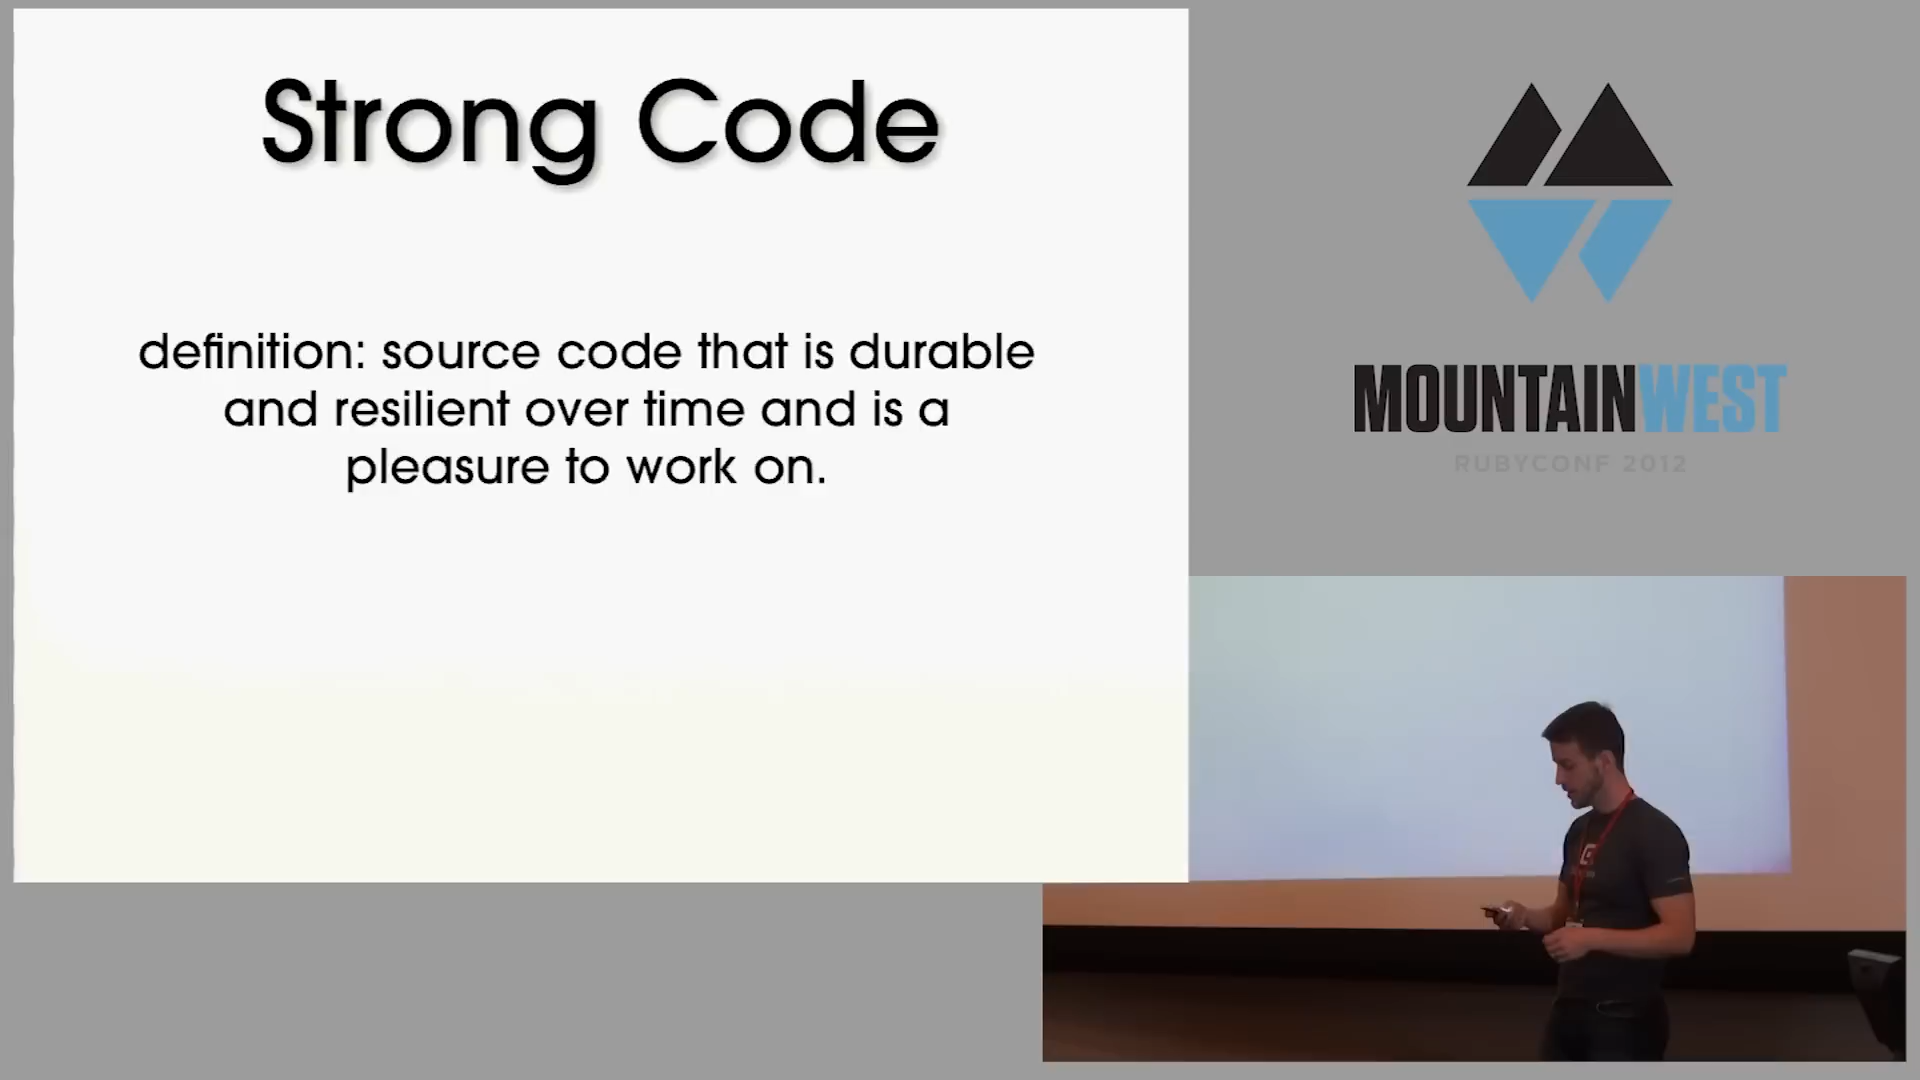 Strong Code
definition: source code that is durable
and resilient over time and is a
pleasure to work on.
MOUNTAINWEST
RUBYCONF 2012